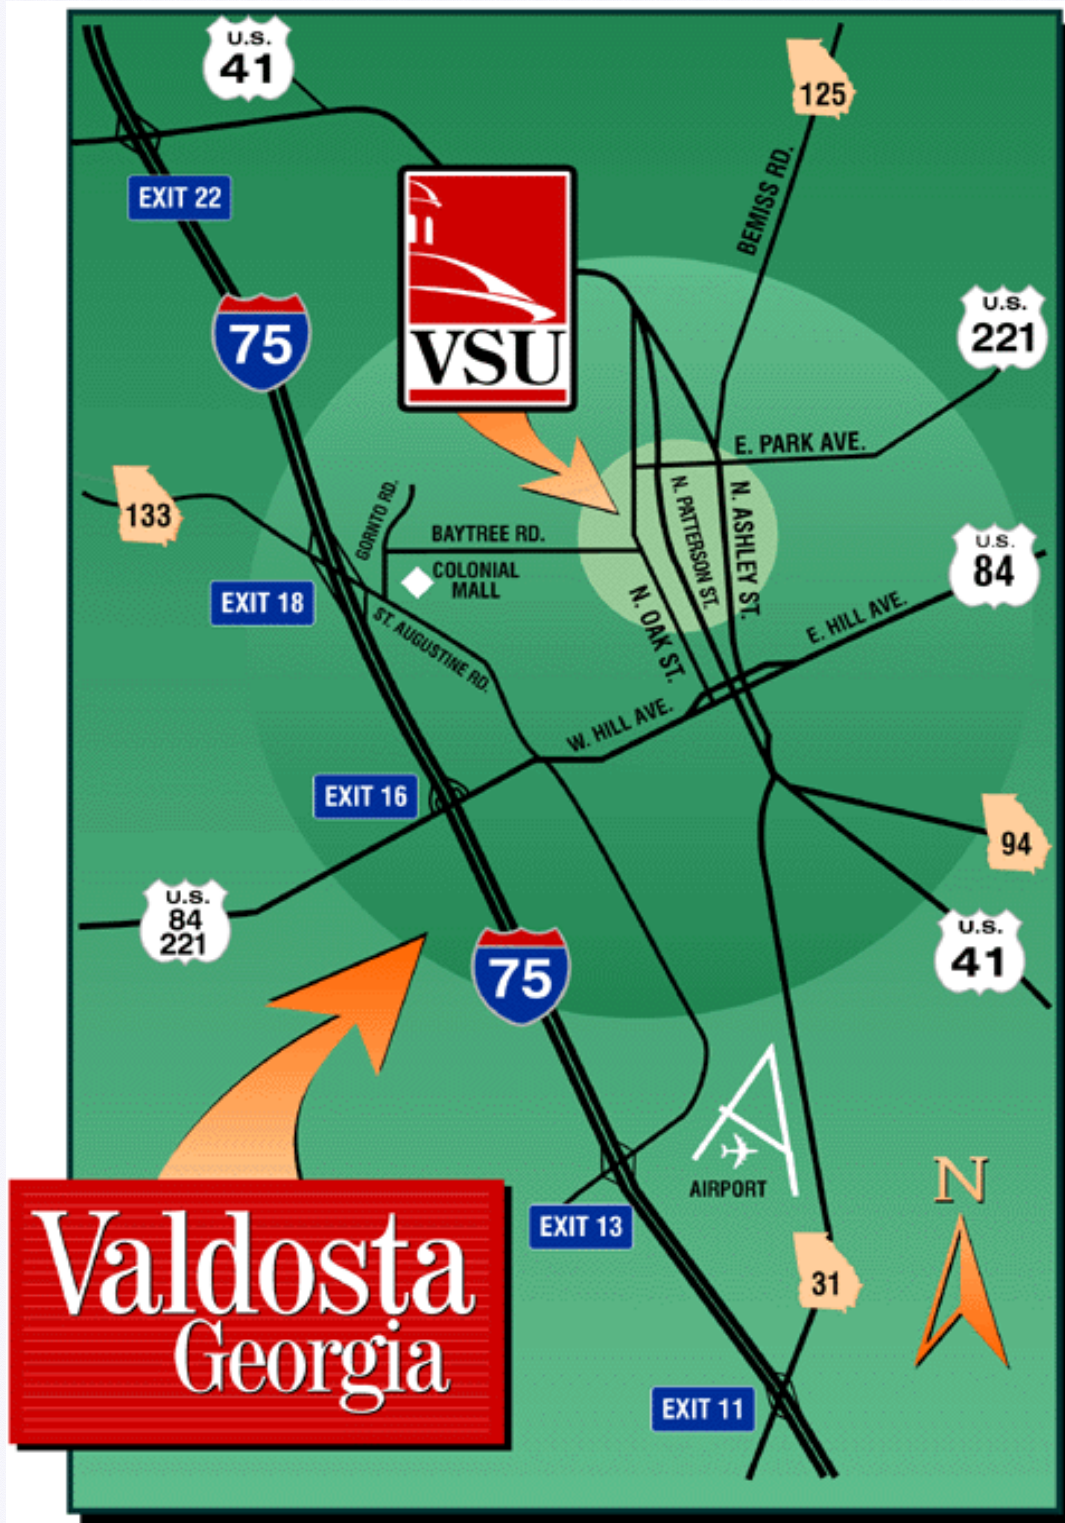 U.S.
41
125
BEMISS RD.
EXIT 22
VSU
U.S.
221
75
E. PARK AVE.
133
GORNTO RD.
BAYTREE RD.
COLONIAL
MALL
N. PATTERSON ST.
N. ASHLEY ST.
U.S.
84
EXIT 18
ST. AUGUSTINE RD.
N. OAK ST.
E. HILL AVE.
W. HILL AVE.
EXIT 16
94
U.S.
84
221
75
U.S.
41
AIRPORT
N
EXIT 13
Valdosta
Georgia
31
EXIT 11